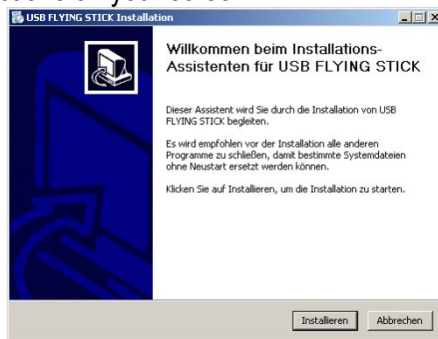 USB FLYING STICK Installation
Willkommen beim Installations-
Assistenten für USB FLYING STICK
Dieser Assistent wird Sie durch die Installation von USB
FLYING STICK begleiten.
Es wird empfohlen vor der Installation alle anderen
Programme zu schließen, damit bestimmte Systemdateien
ohne Neustart ersetzt werden können.
Klicken Sie auf Installieren, um die Installation zu starten.
Installieren
Abbrechen